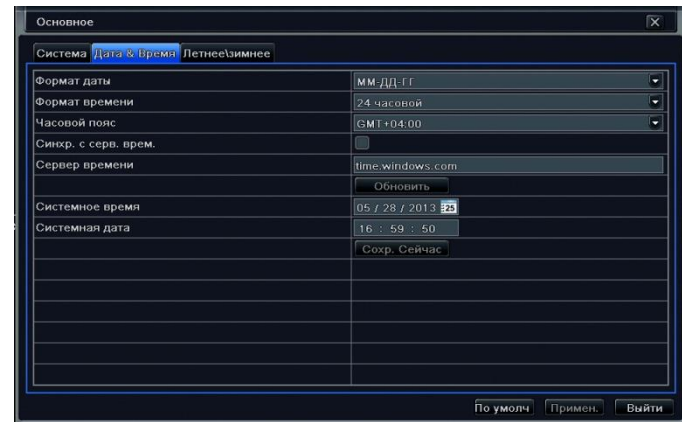 Основное
Система Дата & Время Летнее\зимнее
Формат даты ММ-ДД-ГГ
Формат времени 24 часовой
Часовой пояс GMT+04:00
Синхр. с серв. врем.
Сервер времени time.windows.com
Обновить
Системное время 05 / 28 / 2013 25
Системная дата 16 : 59 : 50
Сохр. Сейчас
По умолч Примен. Выйти